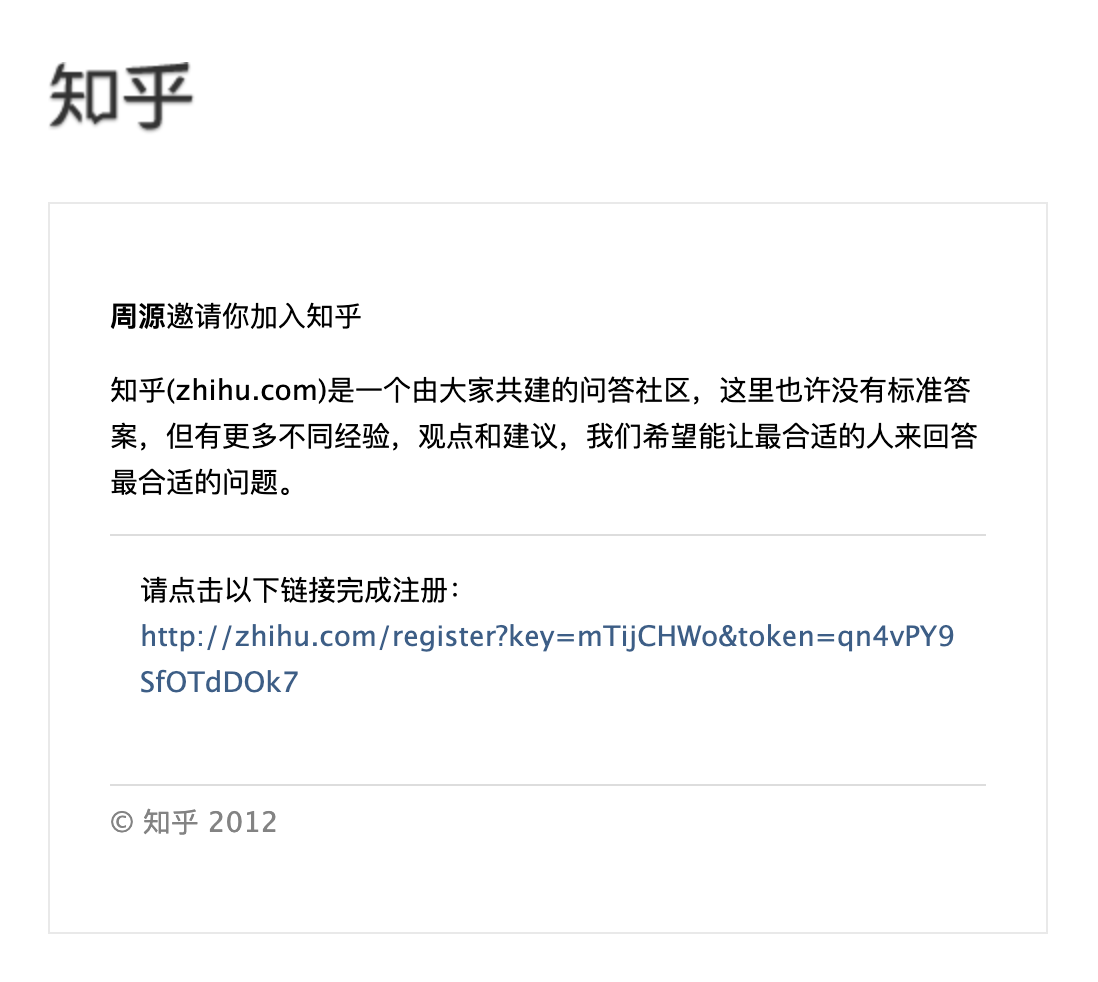 知乎
周源邀请你加入知乎
知乎(zhihu.com)是一个由大家共建的问答社区，这里也许没有标准答
案，但有更多不同经验，观点和建议，我们希望能让最合适的人来回答
最合适的问题。
请点击以下链接完成注册：
http://zhihu.com/register?key=mTijCHWo&token=qn4vPY9
SfOTdDOk7
© 知乎 2012